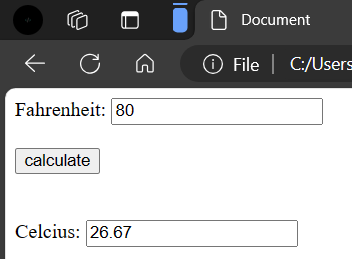 Document
File C:/Users
Fahrenheit: 80
calculate
Celcius: 26.67